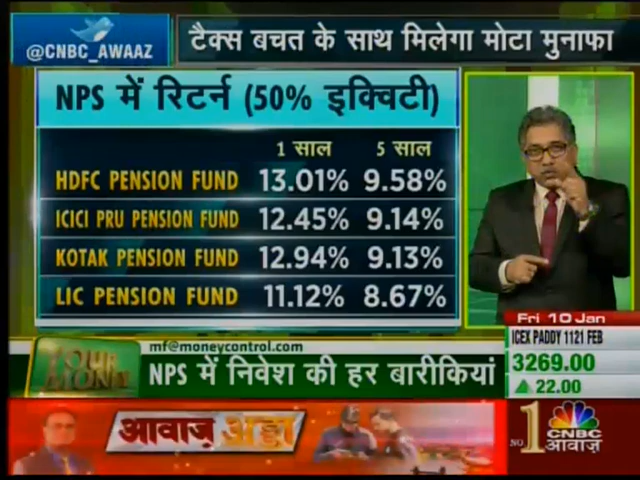 @CNBC_AWAAZ
टैक्स बचत के साथ मिलेगा मोटा मुनाफा
NPS में रिटर्न (50% इक्विटी)
1 साल 5 साल
HDFC PENSION FUND 13.01% 9.58%
ICICI PRU PENSION FUND 12.45% 9.14%
KOTAK PENSION FUND 12.94% 9.13%
LIC PENSION FUND 11.12% 8.67%
Fri 10 Jan
ICEX PADDY 1121 FEB
3269.00
▲ 22.00
YOUR MONEY
mf@moneycontrol.com
NPS में निवेश की हर बारीकियां
आवाज़ अड्डा
NO. 1 CNBC
आवाज़